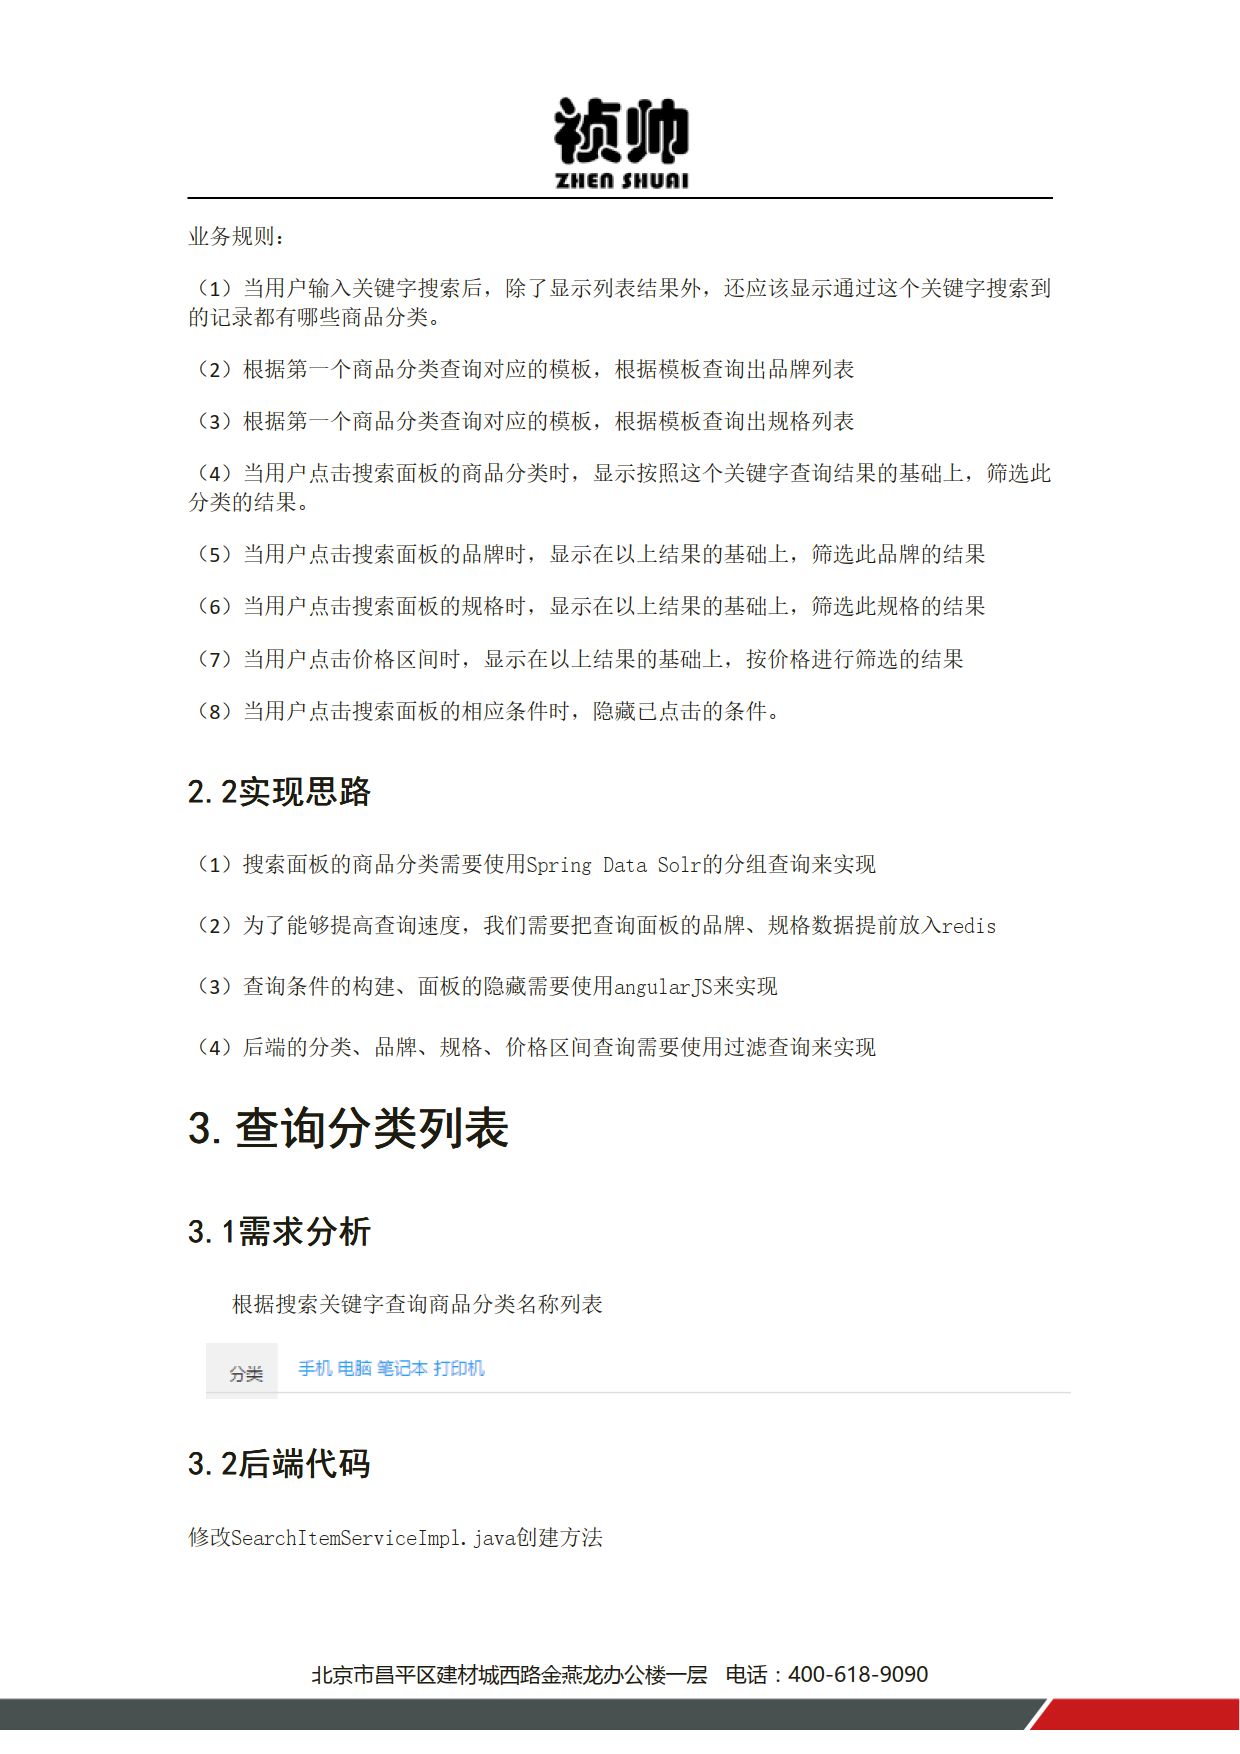 祯帅
ZHEN SHUAI
业务规则：
（1）当用户输入关键字搜索后，除了显示列表结果外，还应该显示通过这个关键字搜索到
的记录都有哪些商品分类。
（2）根据第一个商品分类查询对应的模板，根据模板查询出品牌列表
（3）根据第一个商品分类查询对应的模板，根据模板查询出规格列表
（4）当用户点击搜索面板的商品分类时，显示按照这个关键字查询结果的基础上，筛选此
分类的结果。
（5）当用户点击搜索面板的品牌时，显示在以上结果的基础上，筛选此品牌的结果
（6）当用户点击搜索面板的规格时，显示在以上结果的基础上，筛选此规格的结果
（7）当用户点击价格区间时，显示在以上结果的基础上，按价格进行筛选的结果
（8）当用户点击搜索面板的相应条件时，隐藏已点击的条件。
2.2实现思路
（1）搜索面板的商品分类需要使用Spring Data Solr的分组查询来实现
（2）为了能够提高查询速度，我们需要把查询面板的品牌、规格数据提前放入redis
（3）查询条件的构建、面板的隐藏需要使用angularJS来实现
（4）后端的分类、品牌、规格、价格区间查询需要使用过滤查询来实现
3.查询分类列表
3.1需求分析
根据搜索关键字查询商品分类名称列表
分类 手机 电脑 笔记本 打印机
3.2后端代码
修改SearchItemServiceImpl.java创建方法
北京市昌平区建材城西路金燕龙办公楼一层 电话：400-618-9090